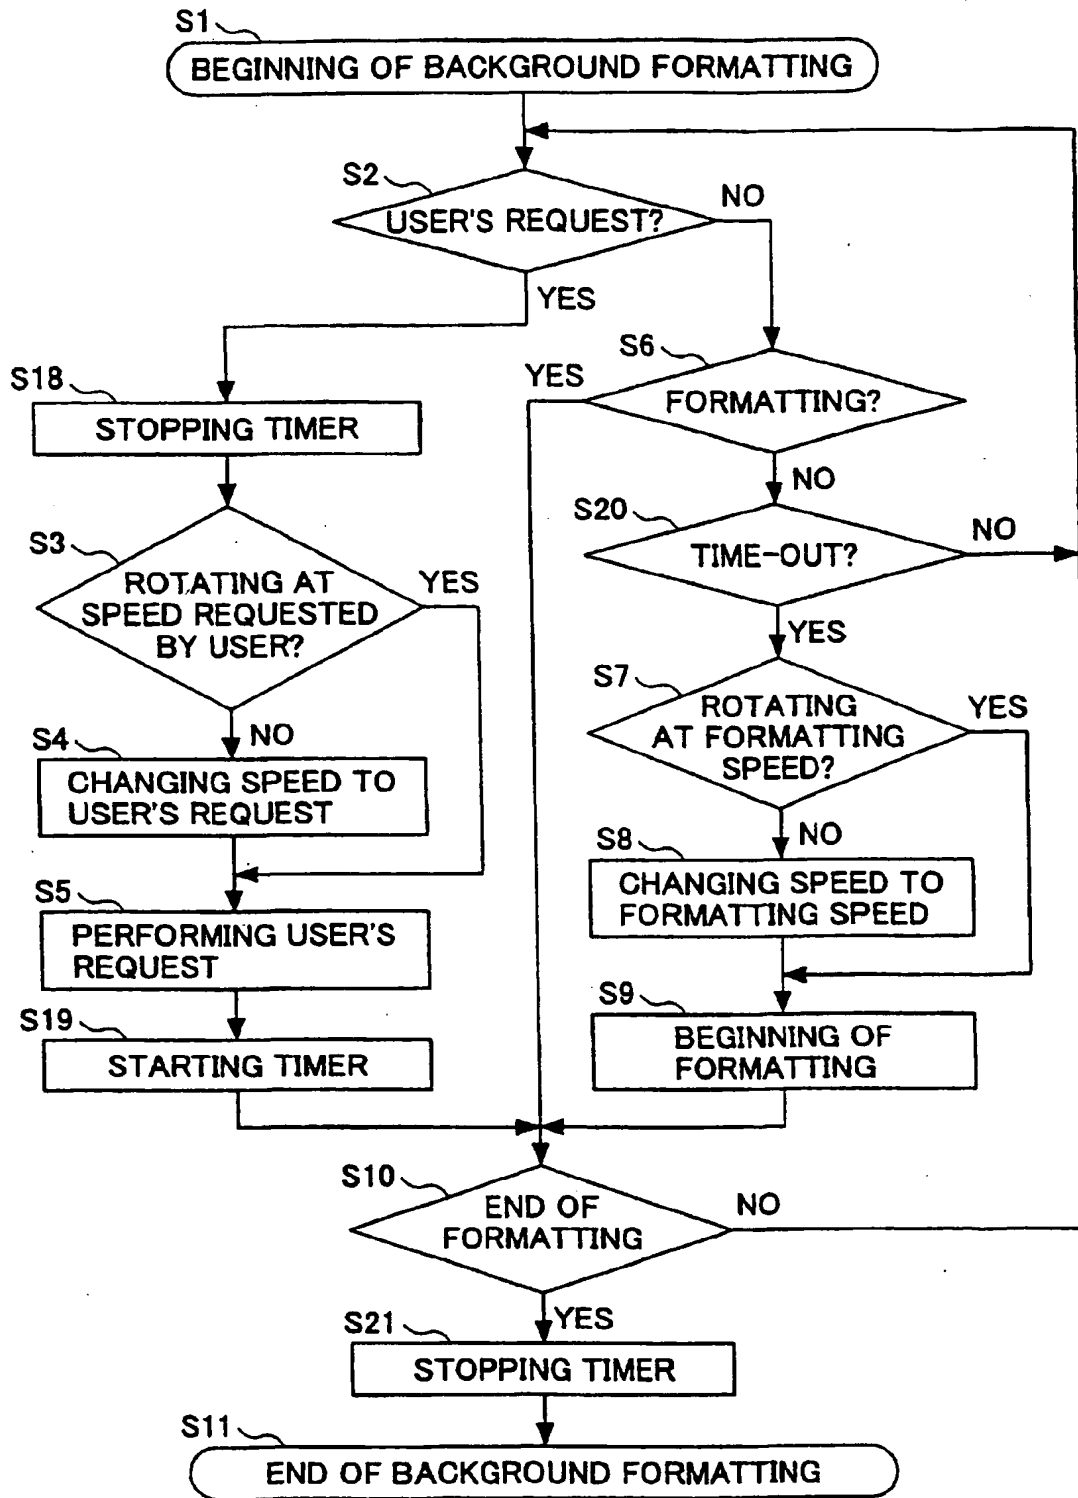 S1
BEGINNING OF BACKGROUND FORMATTING
S2
USER'S REQUEST?
NO
YES
S6
YES
FORMATTING?
NO
S18
STOPPING TIMER
S20
TIME-OUT?
NO
YES
S3
ROTATING AT
SPEED REQUESTED
BY USER?
YES
NO
S7
ROTATING
AT FORMATTING
SPEED?
YES
NO
S4
CHANGING SPEED TO
USER'S REQUEST
S8
CHANGING SPEED TO
FORMATTING SPEED
S5
PERFORMING USER'S
REQUEST
S9
BEGINNING OF
FORMATTING
S19
STARTING TIMER
S10
END OF
FORMATTING
NO
YES
S21
STOPPING TIMER
S11
END OF BACKGROUND FORMATTING